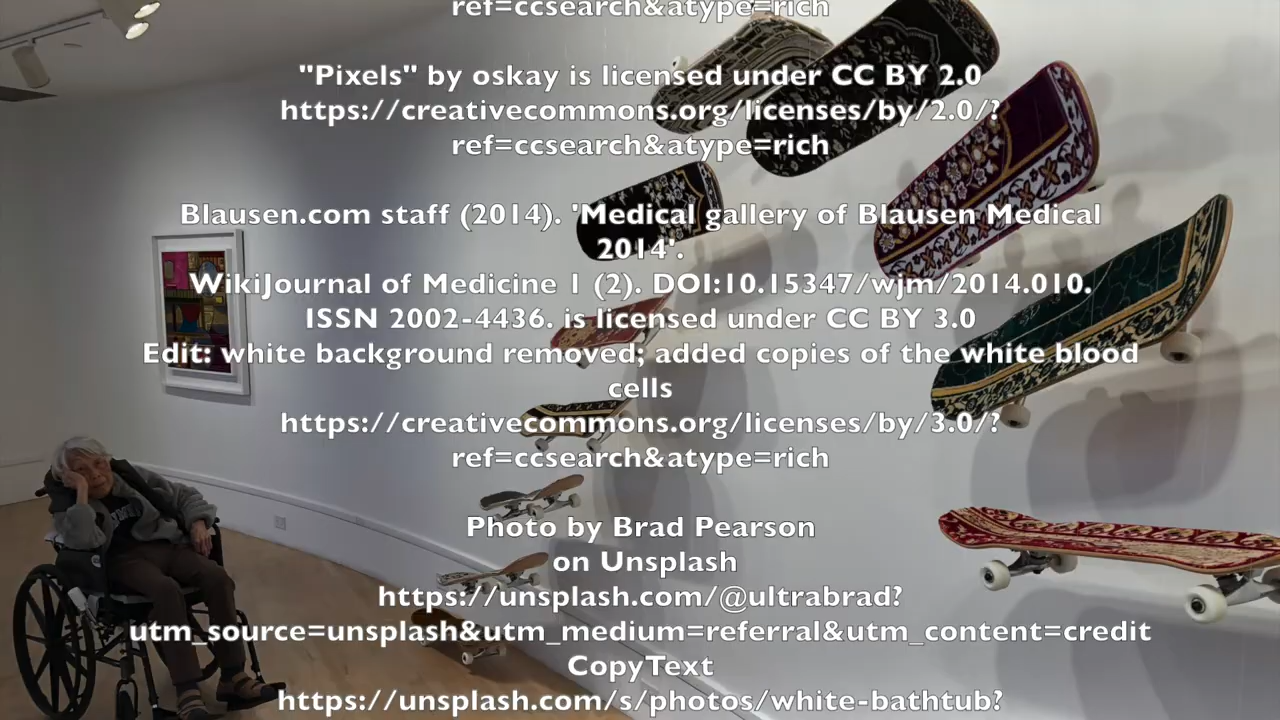 ref=ccsearch&atype=rich
"Pixels" by oskay is licensed under CC BY 2.0
https://creativecommons.org/licenses/by/2.0/?
ref=ccsearch&atype=rich
Blausen.com staff (2014). 'Medical gallery of Blausen Medical
2014'.
WikiJournal of Medicine 1 (2). DOI:10.15347/wjm/2014.010.
ISSN 2002-4436. is licensed under CC BY 3.0
Edit: white background removed; added copies of the white blood
cells
https://creativecommons.org/licenses/by/3.0/?
ref=ccsearch&atype=rich
Photo by Brad Pearson
on Unsplash
https://unsplash.com/@ultrabrad?
utm_source=unsplash&utm_medium=referral&utm_content=credit
CopyText
https://unsplash.com/s/photos/white-bathtub?